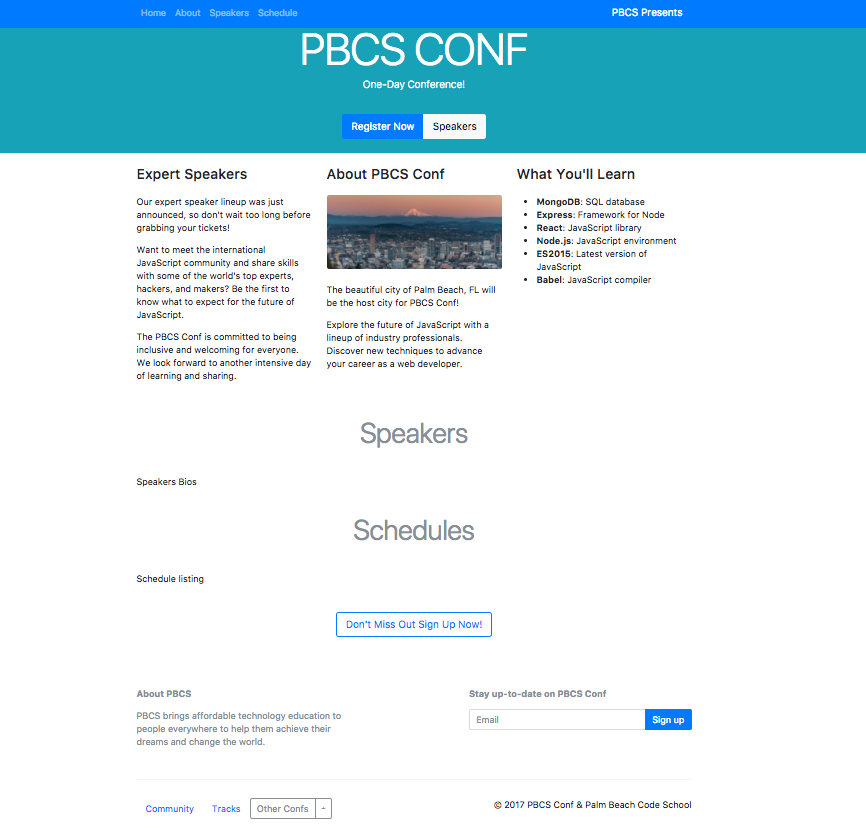 Home About Speakers Schedule PBCS Presents
PBCS CONF
One-Day Conference!
Register Now Speakers
Expert Speakers
Our expert speaker lineup was just
announced, so don't wait too long before
grabbing your tickets!
Want to meet the international
JavaScript community and share skills
with some of the world's top experts,
hackers, and makers? Be the first to
know what to expect for the future of
JavaScript.
The PBCS Conf is committed to being
inclusive and welcoming for everyone.
We look forward to another intensive day
of learning and sharing.
About PBCS Conf
The beautiful city of Palm Beach, FL will
be the host city for PBCS Conf!
Explore the future of JavaScript with a
lineup of industry professionals.
Discover new techniques to advance
your career as a web developer.
What You'll Learn
• MongoDB: SQL database
• Express: Framework for Node
• React: JavaScript library
• Node.js: JavaScript environment
• ES2015: Latest version of
JavaScript
• Babel: JavaScript compiler
Speakers
Speakers Bios
Schedules
Schedule listing
Don't Miss Out Sign Up Now!
About PBCS
PBCS brings affordable technology education to
people everywhere to help them achieve their
dreams and change the world.
Stay up-to-date on PBCS Conf
Email Sign up
Community Tracks Other Confs
© 2017 PBCS Conf & Palm Beach Code School